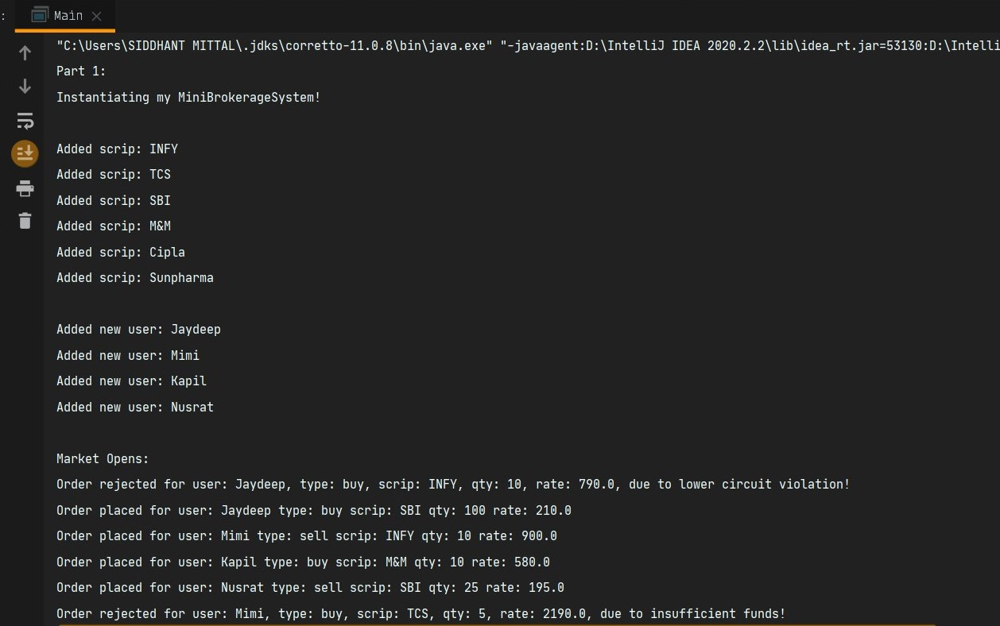 :
Main
"C:\Users\SIDDHANT MITTAL\.jdks\corretto-11.0.8\bin\java.exe" "-javaagent:D:\IntelliJ IDEA 2020.2.2\lib\idea_rt.jar=53130:D:\Intelli
Part 1:
Instantiating my MiniBrokerageSystem!
Added scrip: INFY
Added scrip: TCS
Added scrip: SBI
Added scrip: M&M
Added scrip: Cipla
Added scrip: Sunpharma
Added new user: Jaydeep
Added new user: Mimi
Added new user: Kapil
Added new user: Nusrat
Market Opens:
Order rejected for user: Jaydeep, type: buy, scrip: INFY, qty: 10, rate: 790.0, due to lower circuit violation!
Order placed for user: Jaydeep type: buy scrip: SBI qty: 100 rate: 210.0
Order placed for user: Mimi type: sell scrip: INFY qty: 10 rate: 900.0
Order placed for user: Kapil type: buy scrip: M&M qty: 10 rate: 580.0
Order placed for user: Nusrat type: sell scrip: SBI qty: 25 rate: 195.0
Order rejected for user: Mimi, type: buy, scrip: TCS, qty: 5, rate: 2190.0, due to insufficient funds!